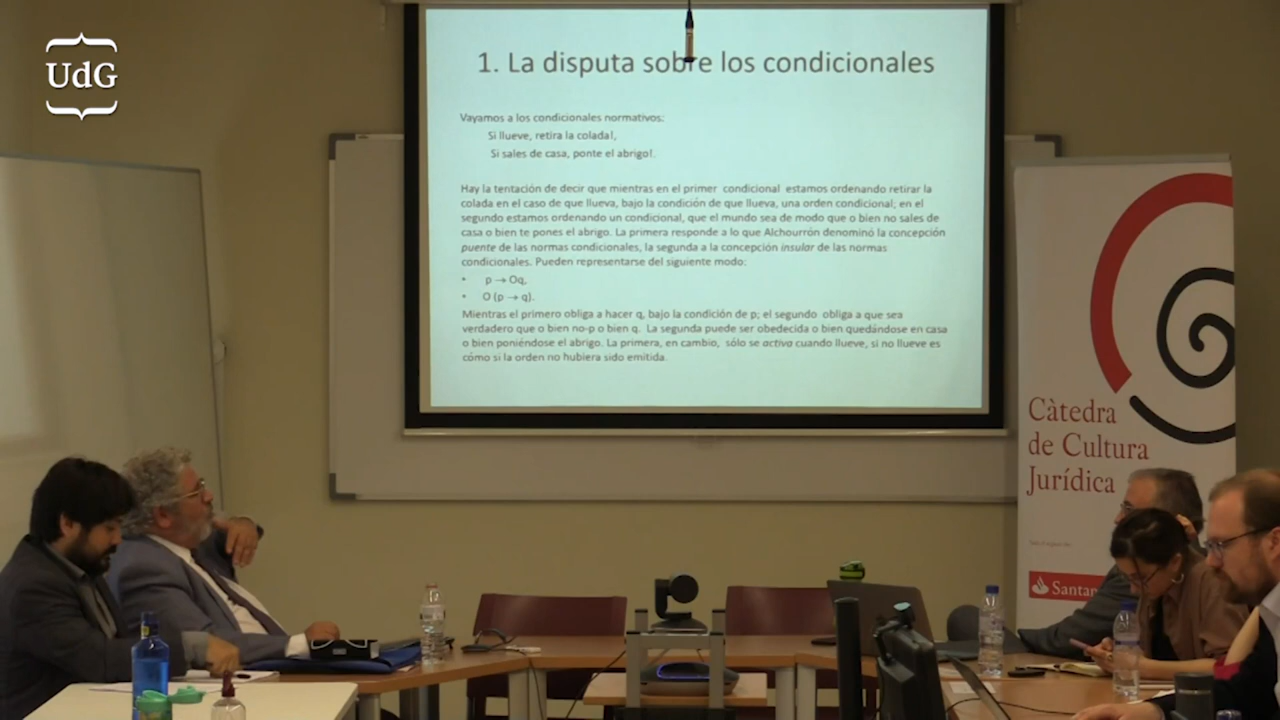 UdG
1. La disputa sobre los condicionales
Vayamos a los condicionales normativos:
Si llueve, retira la colada!,
Si sales de casa, ponte el abrigo!.
Hay la tentación de decir que mientras en el primer condicional estamos ordenando retirar la
colada en el caso de que llueva, bajo la condición de que llueva, una orden condicional; en el
segundo estamos ordenando un condicional, que el mundo sea de modo que o bien no sales de
casa o bien te pones el abrigo. La primera responde a lo que Alchourrón denominó la concepción
puente de las normas condicionales, la segunda a la concepción insular de las normas
condicionales. Pueden representarse del siguiente modo:
• p → Oq,
• O (p → q).
Mientras el primero obliga a hacer q, bajo la condición de p; el segundo obliga a que sea
verdadero que o bien no-p o bien q. La segunda puede ser obedecida o bien quedándose en casa
o bien poniéndose el abrigo. La primera, en cambio, sólo se activa cuando llueve, si no llueve es
cómo si la orden no hubiera sido emitida.
Càtedra
de Cultura
Jurídica
Santan